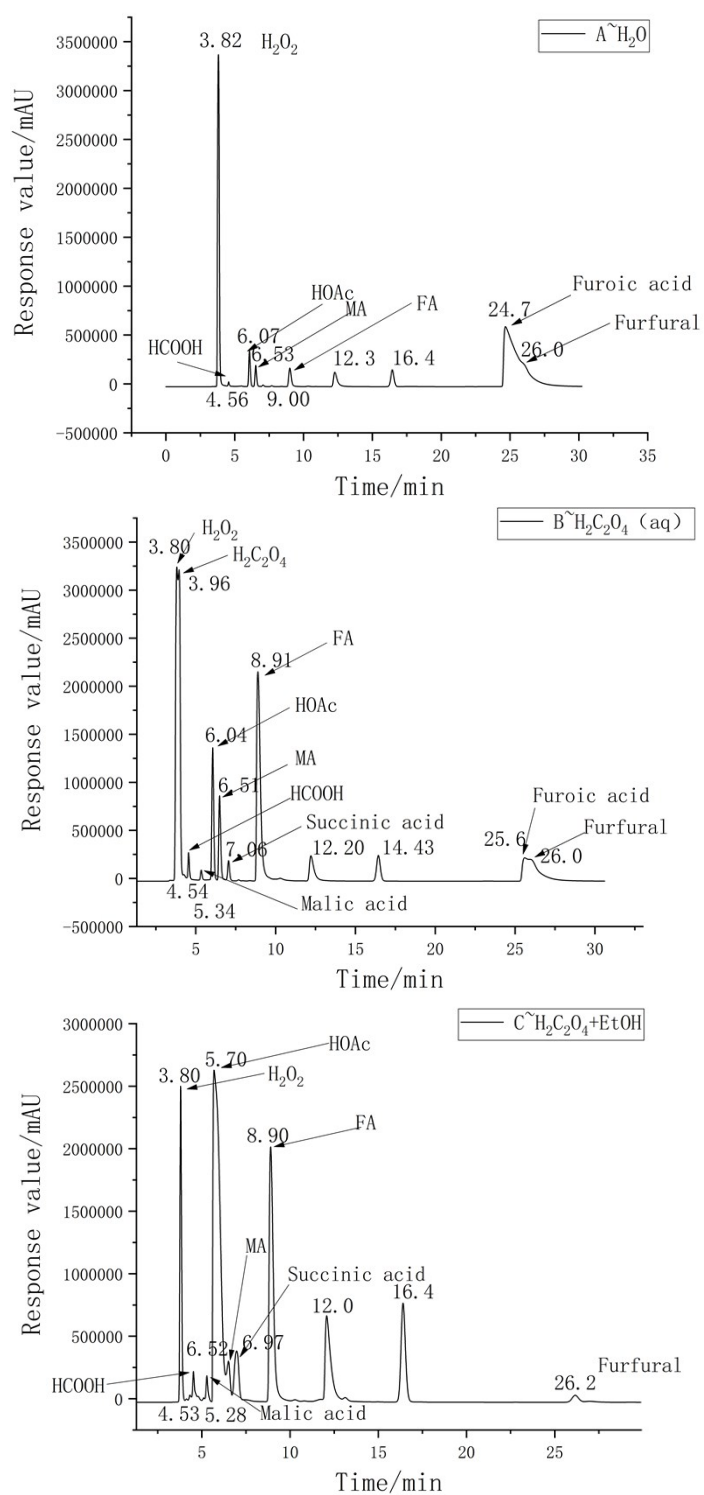 A~H₂O
3500000
3000000
2500000
2000000
1500000
1000000
500000
0
-500000
Response value/mAU
3.82
H₂O₂
HCOOH
4.56
6.07
HOAc
6.53
MA
9.00
FA
12.3
16.4
24.7
Furoic acid
26.0
Furfural
0 5 10 15 20 25 30 35
Time/min
B~H₂C₂O₄ (aq)
3500000
3000000
2500000
2000000
1500000
1000000
500000
0
-500000
Response value/mAU
3.80
H₂O₂
H₂C₂O₄
3.96
FA
8.91
HOAc
6.04
MA
6.51
HCOOH
Succinic acid
7.06
4.54
5.34
Malic acid
12.20
14.43
Furoic acid
25.6
Furfural
26.0
5 10 15 20 25 30
Time/min
C~H₂C₂O₄+EtOH
3000000
2500000
2000000
1500000
1000000
500000
0
Response value/mAU
HOAc
5.70
3.80
H₂O₂
8.90
FA
MA
Succinic acid
6.52
6.97
HCOOH
4.53
5.28
Malic acid
12.0
16.4
Furfural
26.2
5 10 15 20 25
Time/min